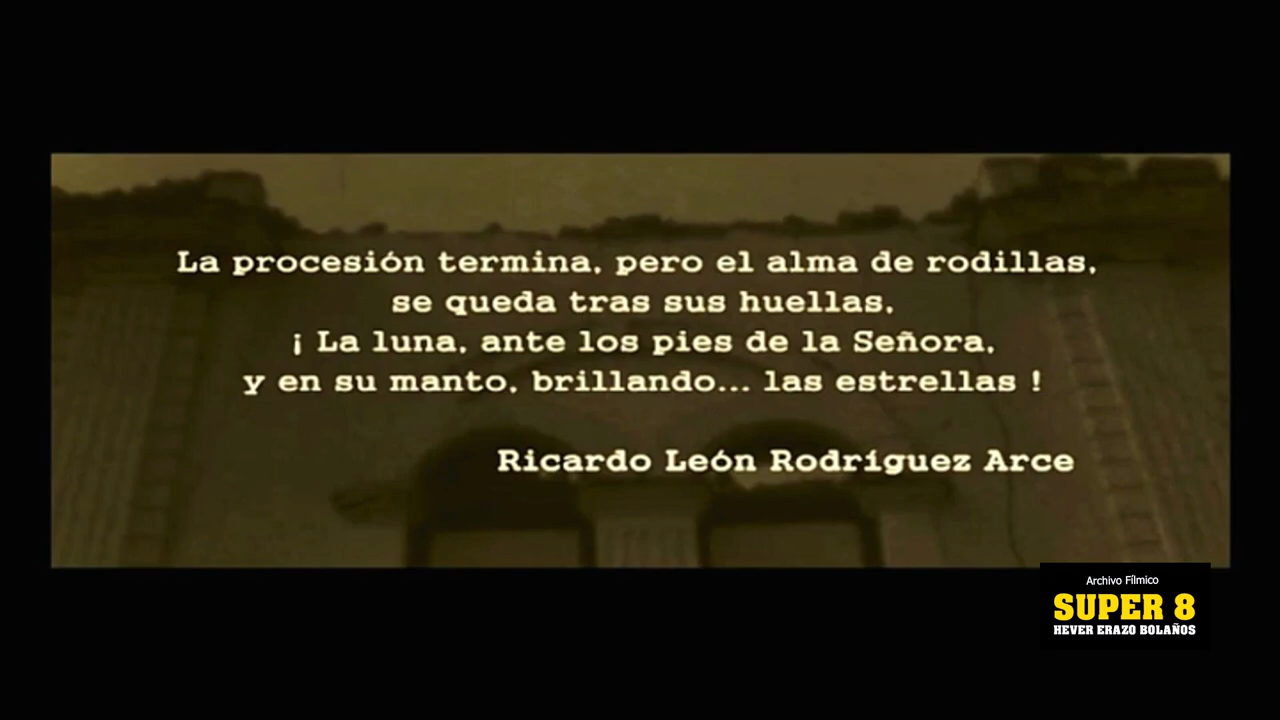 La procesión termina, pero el alma de rodillas,
se queda tras sus huellas,
¡ La luna, ante los pies de la Señora,
y en su manto, brillando... las estrellas !
Ricardo León Rodríguez Arce
Archivo Fílmico
SUPER 8
HEVER ERAZO BOLAÑOS